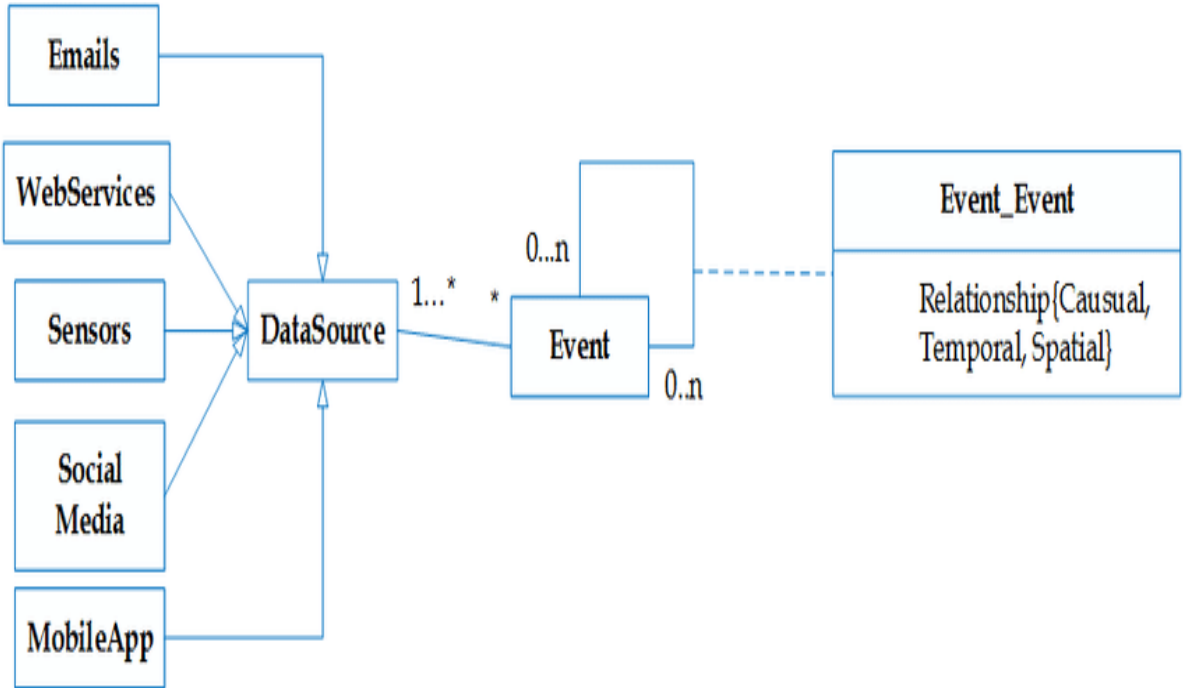 Emails
WebServices
Sensors
Social
Media
MobileApp
DataSource
1...*
*
0...n
Event
0..n
Event_Event
Relationship{Causual,
Temporal, Spatial}